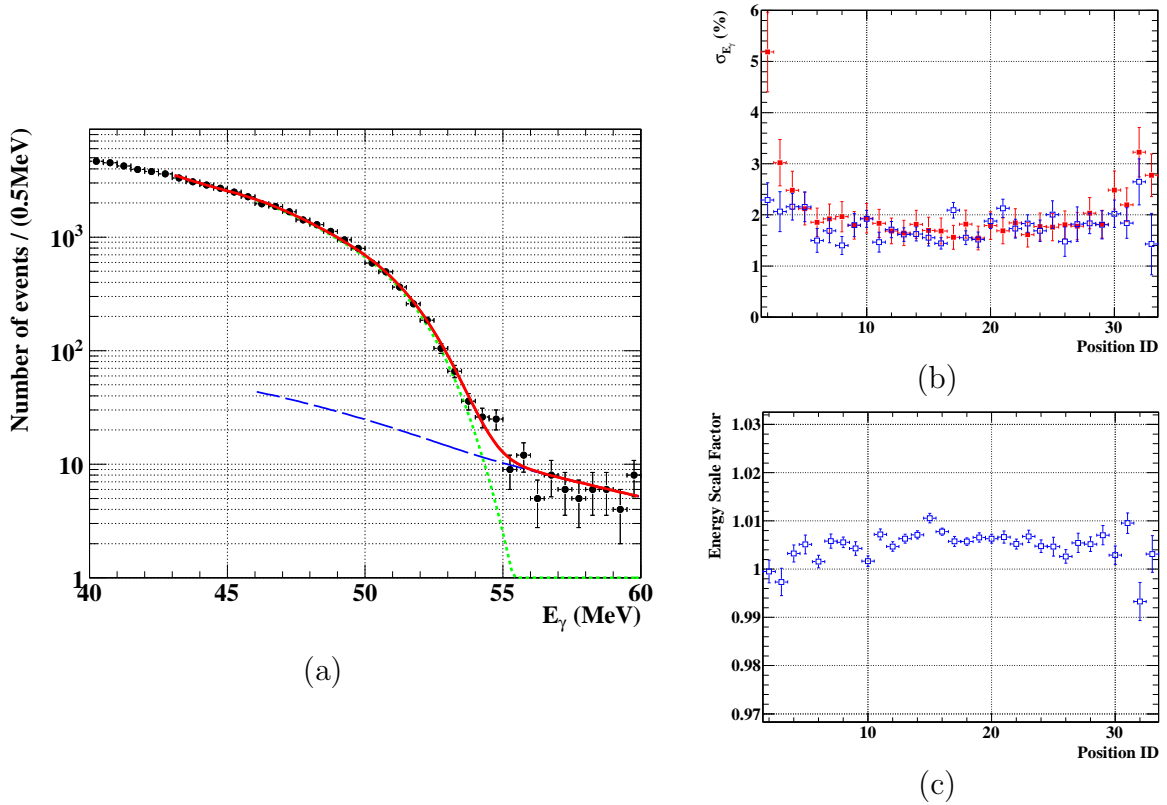 Number of events / (0.5MeV)
10³
10²
10
1
40 45 50 55 60
E_γ (MeV)
(a)
σ_{E_γ} (%)
6
5
4
3
2
1
0
10 20 30
Position ID
(b)
Energy Scale Factor
1.03
1.02
1.01
1
0.99
0.98
0.97
10 20 30
Position ID
(c)